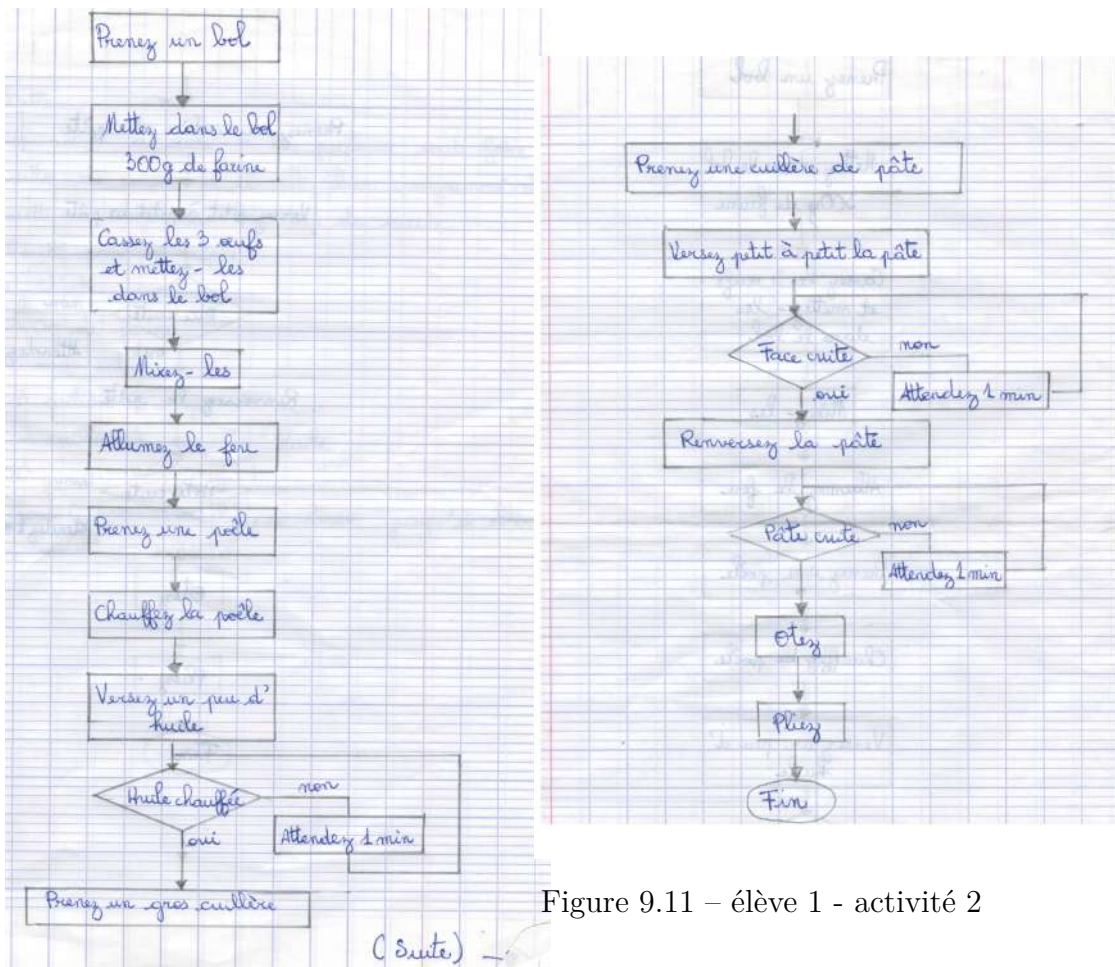 Prenez un bol
Mettez dans le bol
300g de farine
Cassez les 3 œufs
et mettez-les
dans le bol
Mixez-les
Allumez le feu
Prenez une poêle
Chauffez la poêle
Versez un peu d'
huile
Huile chauffée
non
oui
Attendez 1 min
Prenez un gros cuillère
(Suite)
Prenez une cuillère de pâte
Versez petit à petit la pâte
Face cuite
non
oui
Attendez 1 min
Renversez la pâte
Pâte cuite
non
Attendez 1 min
Otez
Pliez
Fin
Figure 9.11 – élève 1 - activité 2